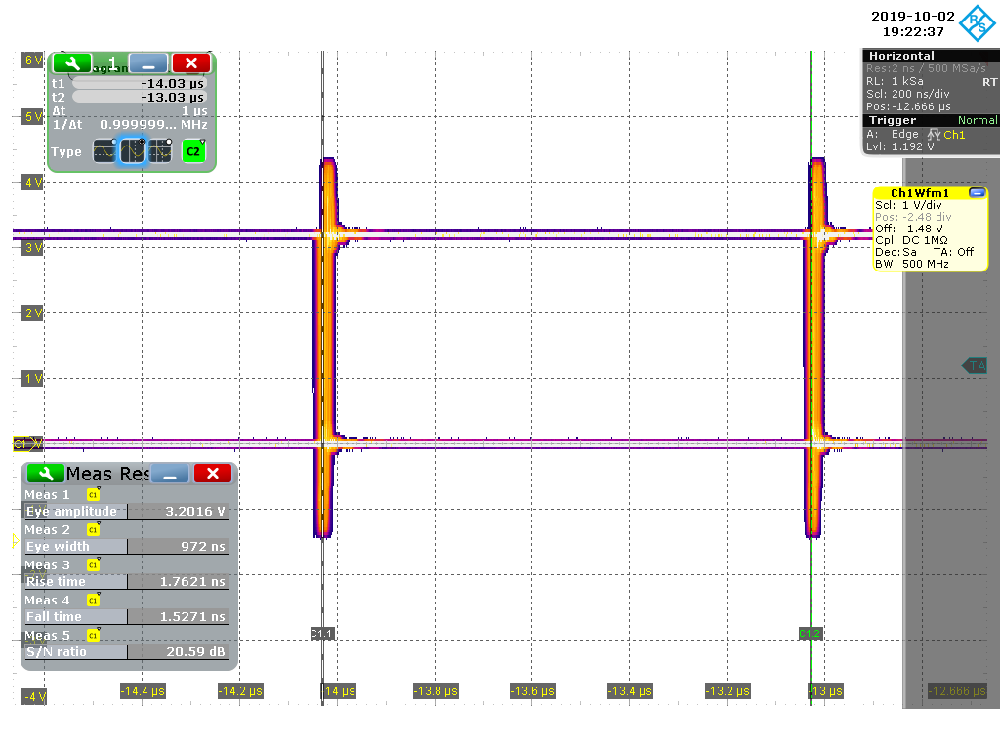 2019-10-02
19:22:37
R S
Horizontal
Res:2 ns / 500 MSa/s
RL: 1 kSa RT
Scl: 200 ns/div
Pos:-12.666 µs
Trigger Normal
A: Edge Ch1
Lvl: 1.192 V
Ch1Wfm1
Scl: 1 V/div
Pos: -2.48 div
Off: -1.48 V
Cpl: DC 1MΩ
Dec:Sa TA: Off
BW: 500 MHz
TA
1
t1 -14.03 µs
t2 -13.03 µs
Δt 1 µs
1/Δt 0.999999... MHz
Type C2
6 V
5 V
4 V
3 V
2 V
1 V
C1 V
-4 V
Meas Res
Meas 1 C1
Eye amplitude 3.2016 V
Meas 2 C1
Eye width 972 ns
Meas 3 C1
Rise time 1.7621 ns
Meas 4 C1
Fall time 1.5271 ns
Meas 5 C1
S/N ratio 20.59 dB
C1.1
C1.2
-14.4 µs
-14.2 µs
14 µs
-13.8 µs
-13.6 µs
-13.4 µs
-13.2 µs
13 µs
-12.666 µs